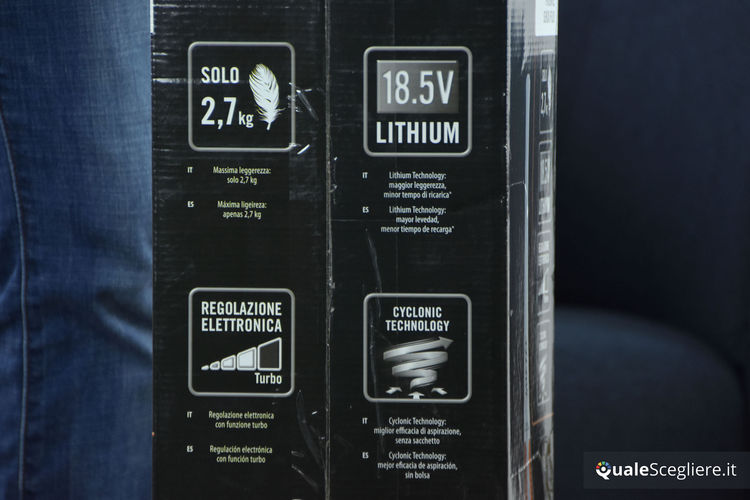 SOLO
2,7 kg
IT Massima leggerezza:
solo 2,7 kg
ES Máxima ligeireza:
apenas 2,7 kg
18.5V
LITHIUM
IT Lithium Technology:
maggior leggerezza,
minor tempo di ricarica*
ES Lithium Technology:
mayor levedad,
menor tiempo de recarga*
REGOLAZIONE
ELETTRONICA
Turbo
IT Regolazione elettronica
con funzione turbo
ES Regulación electrónica
con función turbo
CYCLONIC
TECHNOLOGY
IT Cyclonic Technology:
miglior efficacia di aspirazione,
senza sacchetto
ES Cyclonic Technology:
mejor eficacia de aspiración,
sin bolsa
QualeScegliere.it